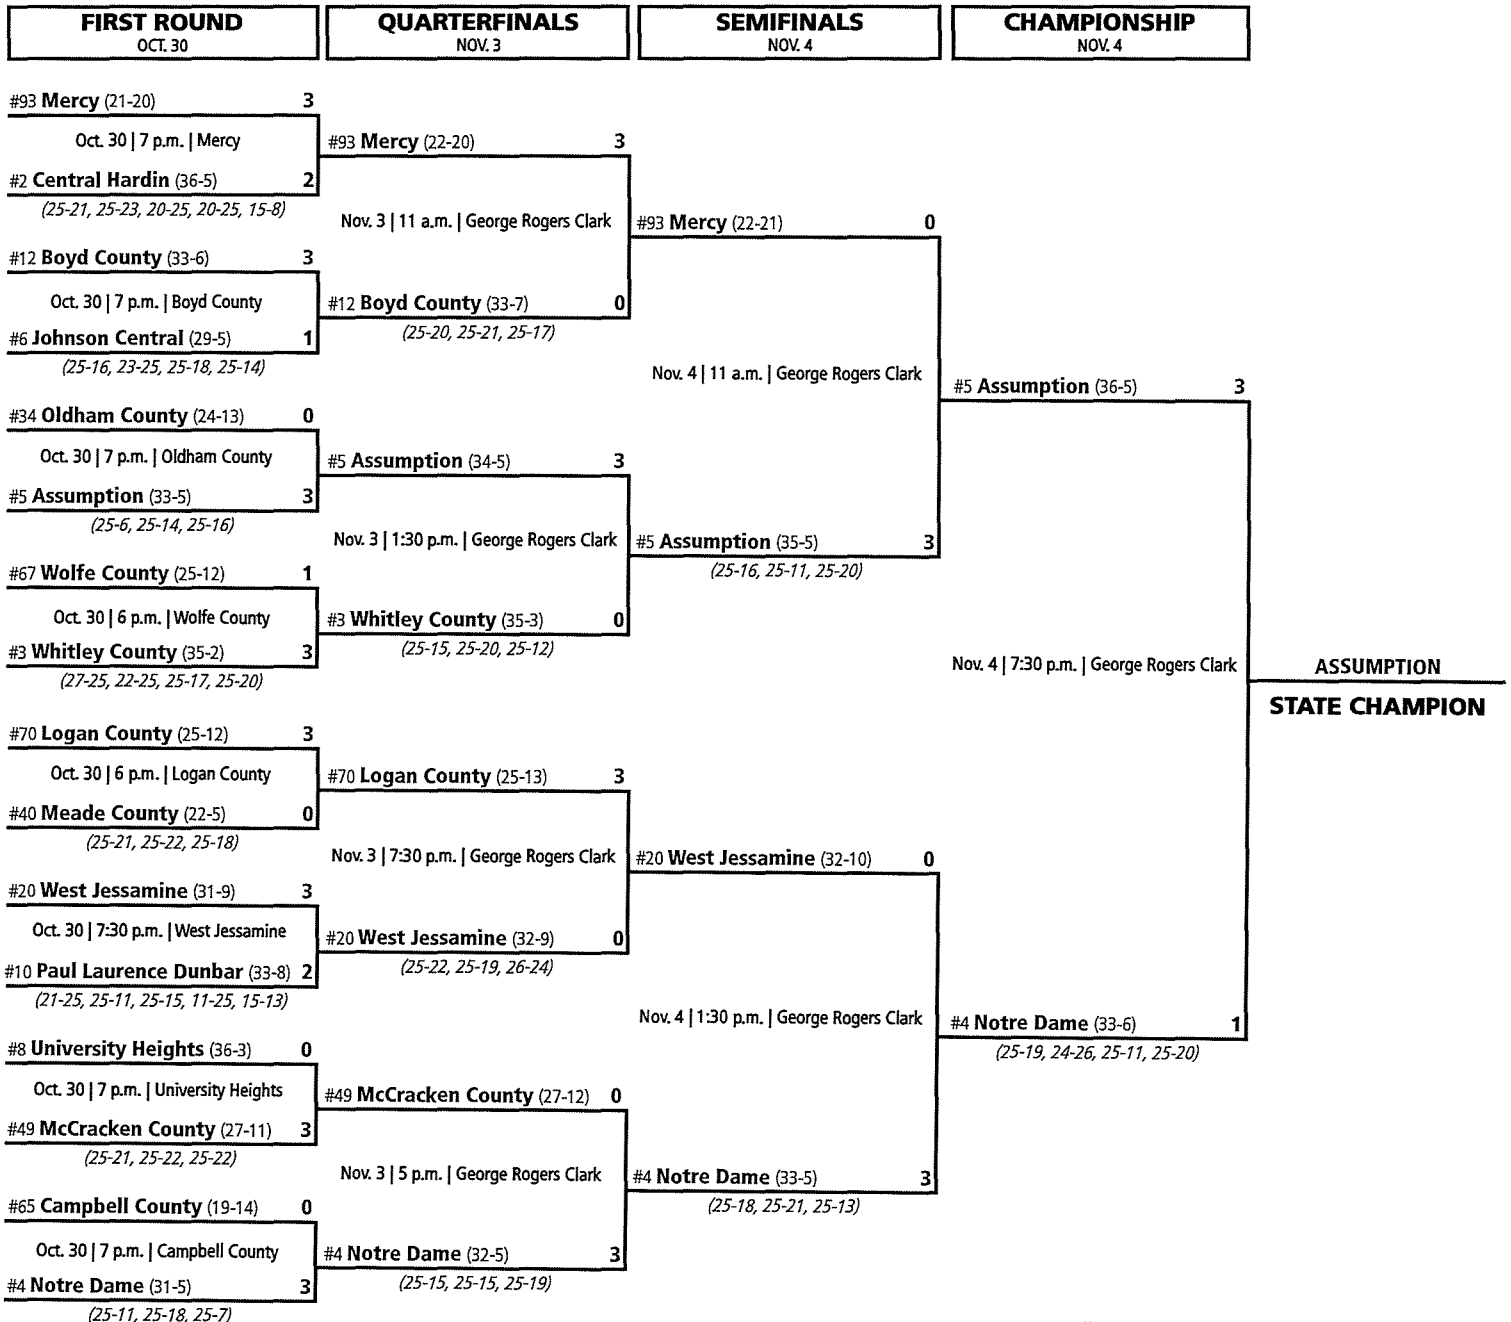 FIRST ROUND
OCT. 30
QUARTERFINALS
NOV. 3
SEMIFINALS
NOV. 4
CHAMPIONSHIP
NOV. 4
#93 Mercy (21-20) 3
Oct. 30 | 7 p.m. | Mercy
#2 Central Hardin (36-5) 2
(25-21, 25-23, 20-25, 20-25, 15-8)
#12 Boyd County (33-6) 3
Oct. 30 | 7 p.m. | Boyd County
#6 Johnson Central (29-5) 1
(25-16, 23-25, 25-18, 25-14)
#34 Oldham County (24-13) 0
Oct. 30 | 7 p.m. | Oldham County
#5 Assumption (33-5) 3
(25-6, 25-14, 25-16)
#67 Wolfe County (25-12) 1
Oct. 30 | 6 p.m. | Wolfe County
#3 Whitley County (35-2) 3
(27-25, 22-25, 25-17, 25-20)
#70 Logan County (25-12) 3
Oct. 30 | 6 p.m. | Logan County
#40 Meade County (22-5) 0
(25-21, 25-22, 25-18)
#20 West Jessamine (31-9) 3
Oct. 30 | 7:30 p.m. | West Jessamine
#10 Paul Laurence Dunbar (33-8) 2
(21-25, 25-11, 25-15, 11-25, 15-13)
#8 University Heights (36-3) 0
Oct. 30 | 7 p.m. | University Heights
#49 McCracken County (27-11) 3
(25-21, 25-22, 25-22)
#65 Campbell County (19-14) 0
Oct. 30 | 7 p.m. | Campbell County
#4 Notre Dame (31-5) 3
(25-11, 25-18, 25-7)
#93 Mercy (22-20) 3
Nov. 3 | 11 a.m. | George Rogers Clark
#12 Boyd County (33-7) 0
(25-20, 25-21, 25-17)
#5 Assumption (34-5) 3
Nov. 3 | 1:30 p.m. | George Rogers Clark
#3 Whitley County (35-3) 0
(25-15, 25-20, 25-12)
#70 Logan County (25-13) 3
Nov. 3 | 7:30 p.m. | George Rogers Clark
#20 West Jessamine (32-9) 0
(25-22, 25-19, 26-24)
#49 McCracken County (27-12) 0
Nov. 3 | 5 p.m. | George Rogers Clark
#4 Notre Dame (32-5) 3
(25-15, 25-15, 25-19)
#93 Mercy (22-21) 0
Nov. 4 | 11 a.m. | George Rogers Clark
#5 Assumption (35-5) 3
(25-16, 25-11, 25-20)
#20 West Jessamine (32-10) 0
Nov. 4 | 1:30 p.m. | George Rogers Clark
#4 Notre Dame (33-5) 3
(25-18, 25-21, 25-13)
#5 Assumption (36-5) 3
Nov. 4 | 7:30 p.m. | George Rogers Clark
#4 Notre Dame (33-6) 1
(25-19, 24-26, 25-11, 25-20)
ASSUMPTION
STATE CHAMPION